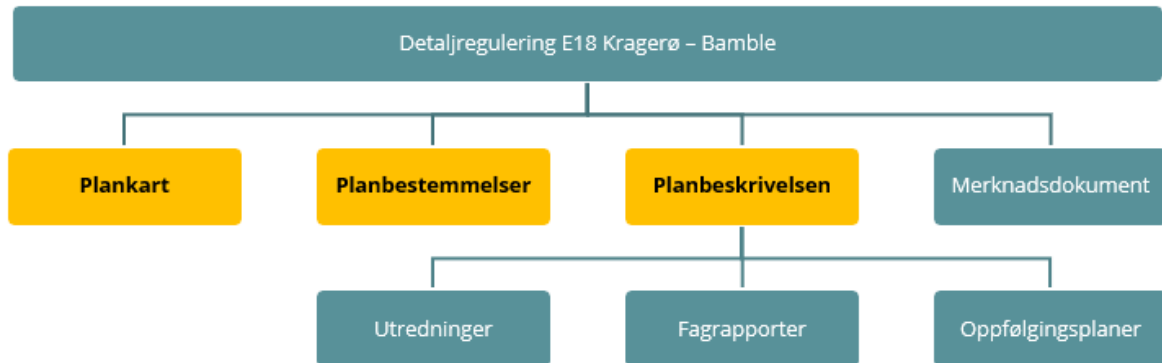 Detaljregulering E18 Kragerø – Bamble
Plankart
Planbestemmelser
Planbeskrivelsen
Merknadsdokument
Utredninger
Fagrapporter
Oppfølgingsplaner